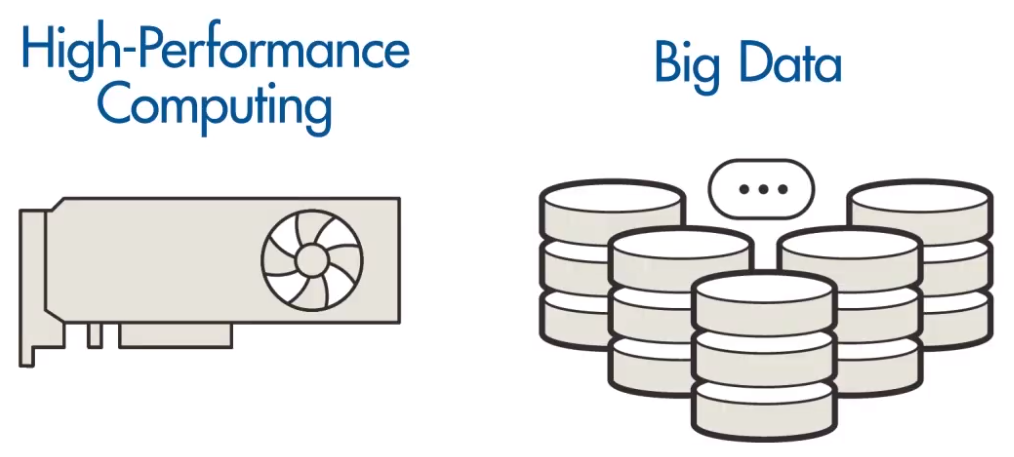 High-Performance
Computing
Big Data